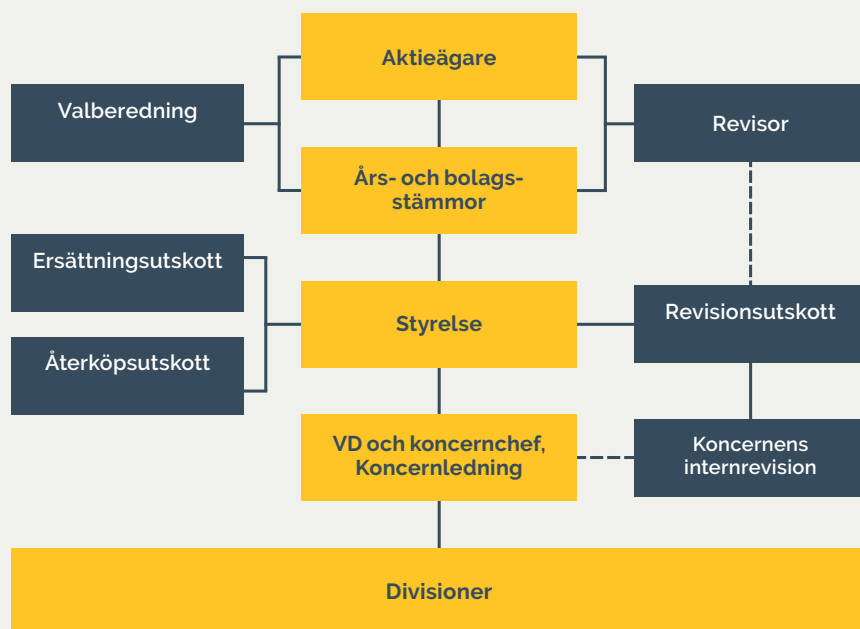 Aktieägare
Valberedning
Revisor
Års- och bolags-
stämmor
Ersättningsutskott
Styrelse
Revisionsutskott
Återköpsutskott
VD och koncernchef,
Koncernledning
Koncernens
internrevision
Divisioner